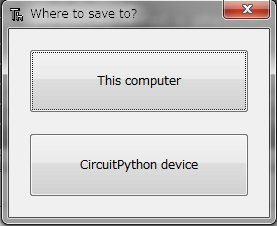 Where to save to?
This computer
CircuitPython device